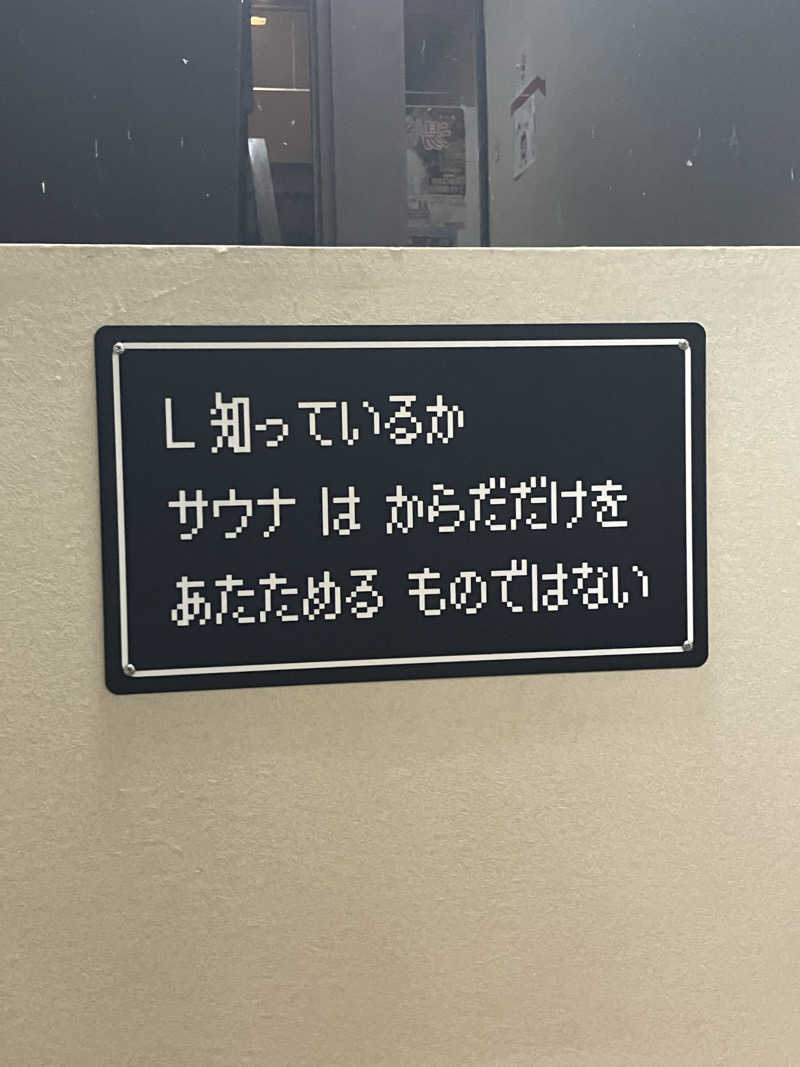 L 知っているか
サウナ は からだだけを
あたためる ものではない